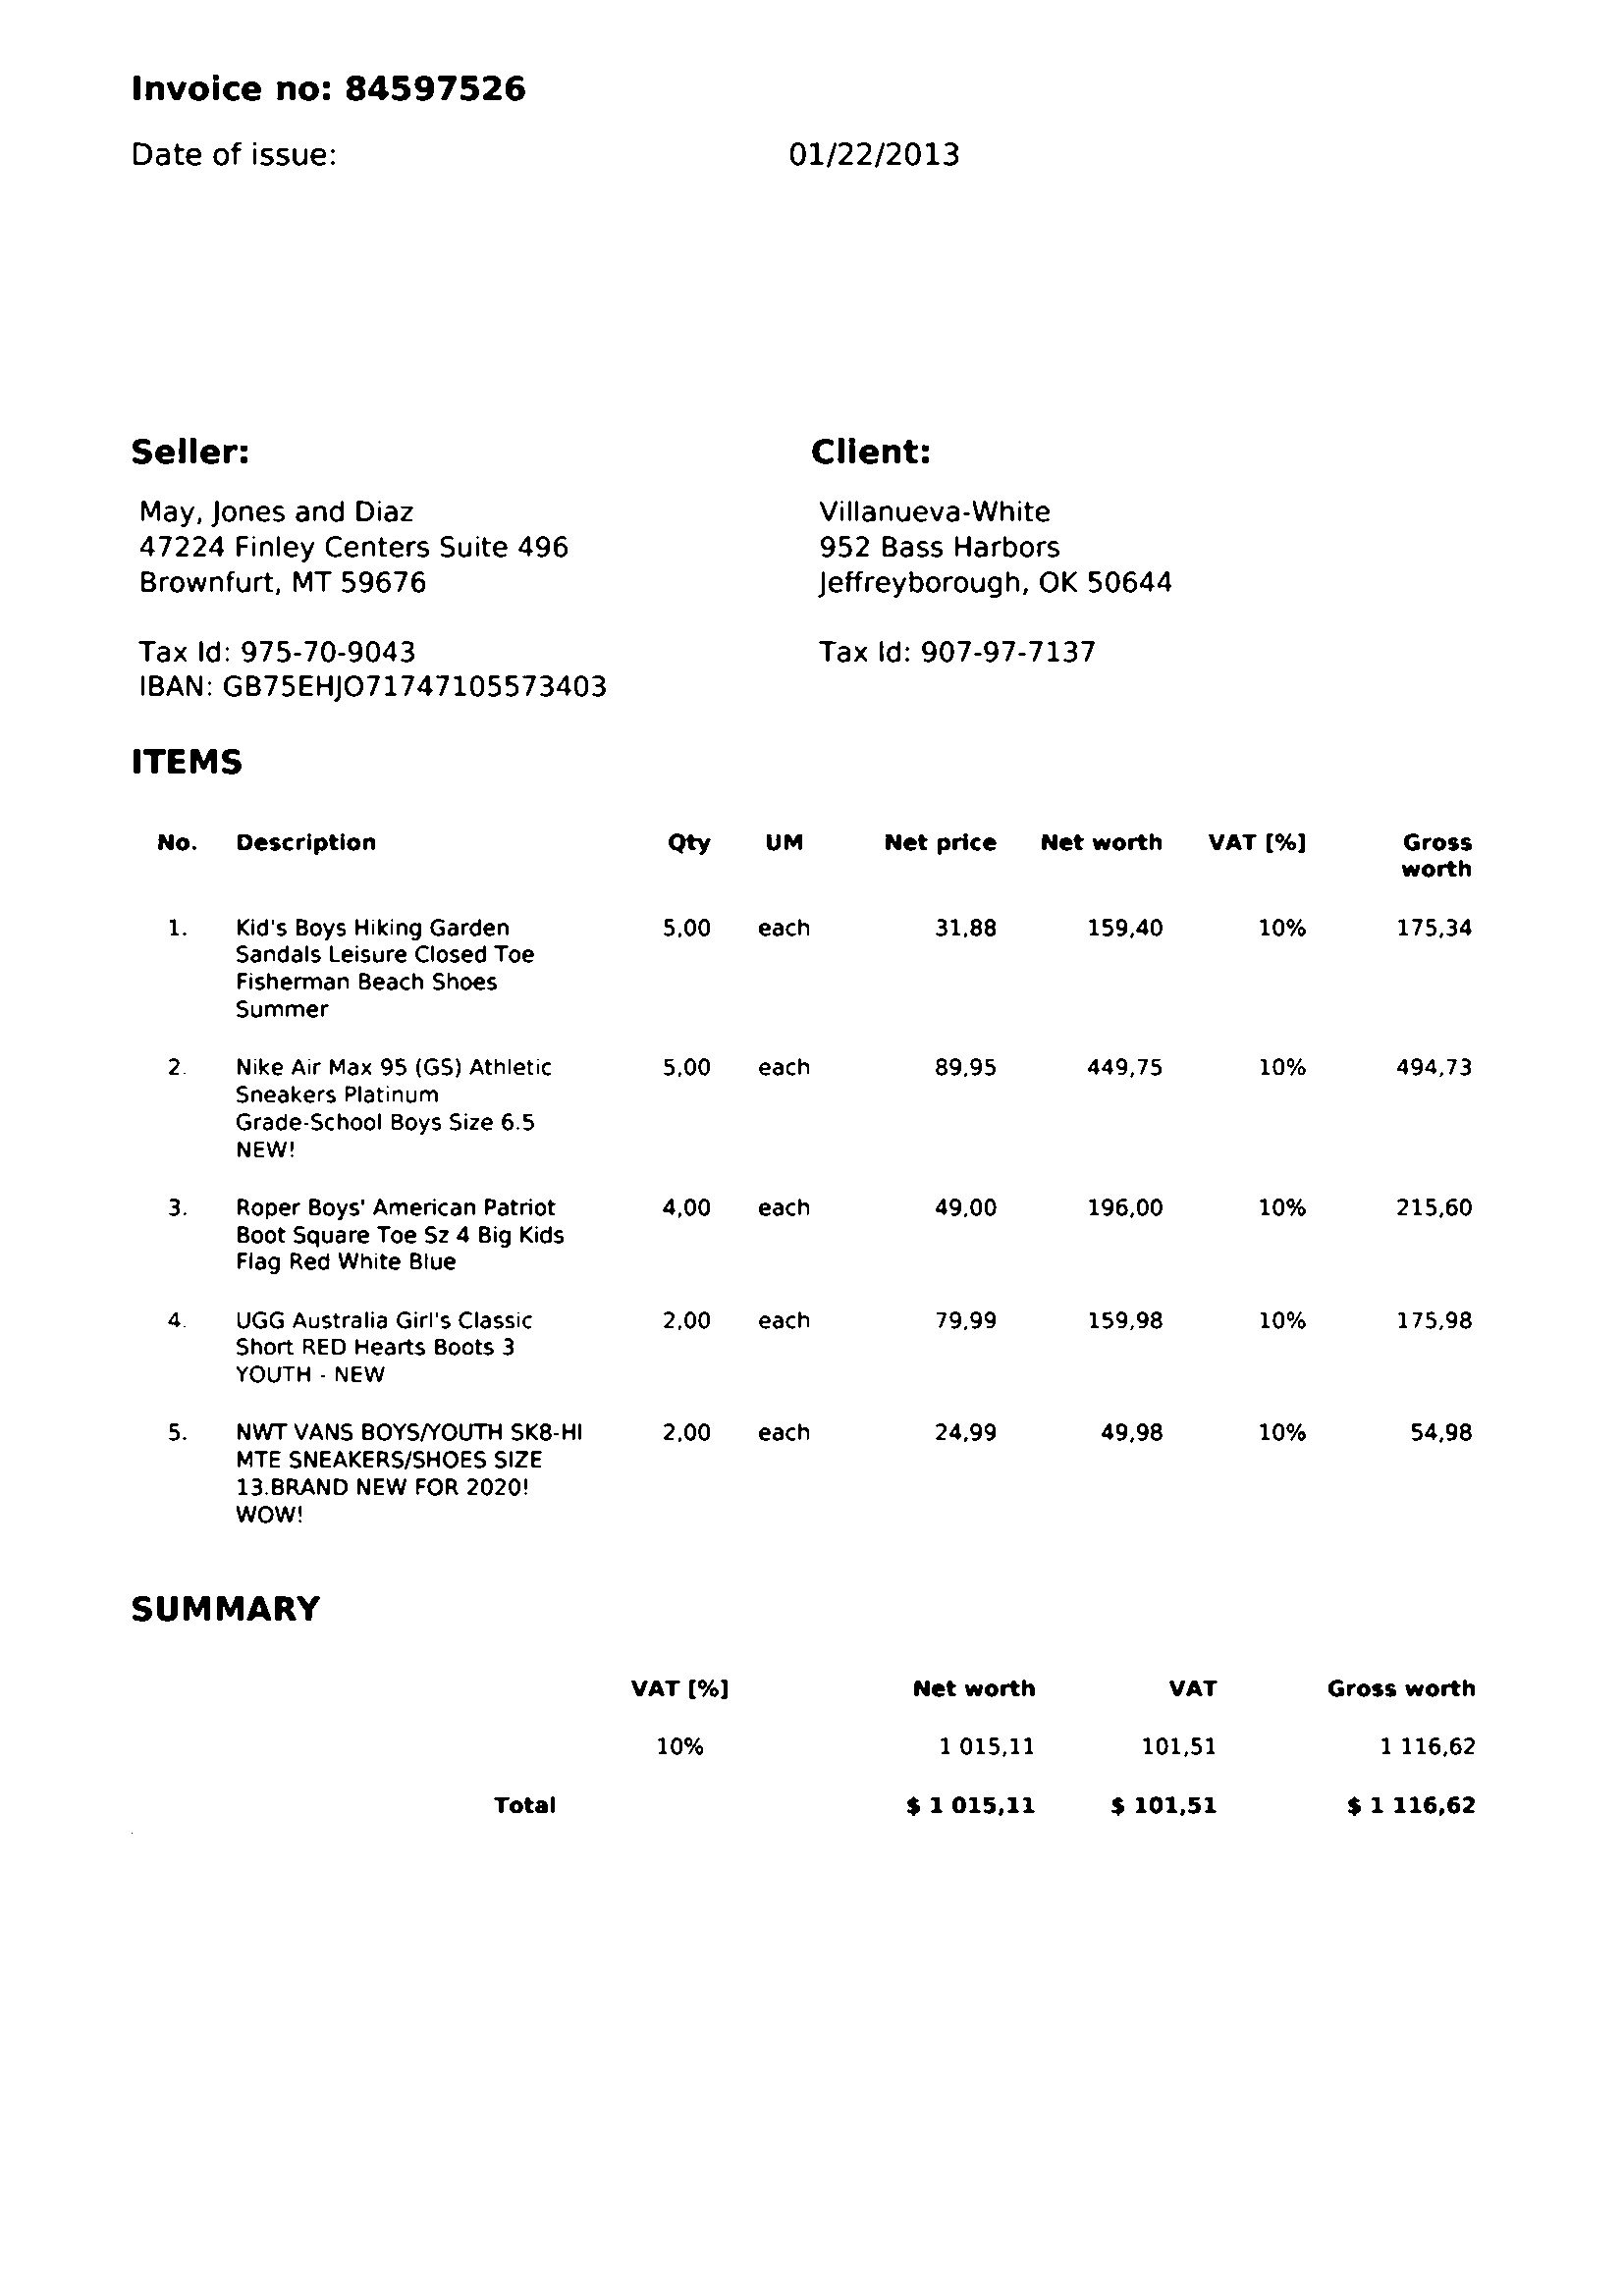 Invoice no: 84597526
Date of issue: 01/22/2013
Seller: Client:
May, Jones and Diaz Villanueva-White
47224 Finley Centers Suite 496 952 Bass Harbors
Brownfurt, MT 59676 Jeffreyborough, OK 50644
Tax Id: 975-70-9043 Tax Id: 907-97-7137
IBAN: GB75EHJO71747105573403
ITEMS
No. Description Qty UM Net price Net worth VAT [%] Gross
worth
1. Kid's Boys Hiking Garden 5,00 each 31,88 159,40 10% 175,34
Sandals Leisure Closed Toe
Fisherman Beach Shoes
Summer
2. Nike Air Max 95 (GS) Athletic 5,00 each 89,95 449,75 10% 494,73
Sneakers Platinum
Grade-School Boys Size 6.5
NEW!
3. Roper Boys' American Patriot 4,00 each 49,00 196,00 10% 215,60
Boot Square Toe Sz 4 Big Kids
Flag Red White Blue
4. UGG Australia Girl's Classic 2,00 each 79,99 159,98 10% 175,98
Short RED Hearts Boots 3
YOUTH - NEW
5. NWT VANS BOYS/YOUTH SK8-HI 2,00 each 24,99 49,98 10% 54,98
MTE SNEAKERS/SHOES SIZE
13.BRAND NEW FOR 2020!
WOW!
SUMMARY
VAT [%] Net worth VAT Gross worth
10% 1 015,11 101,51 1 116,62
Total $ 1 015,11 $ 101,51 $ 1 116,62